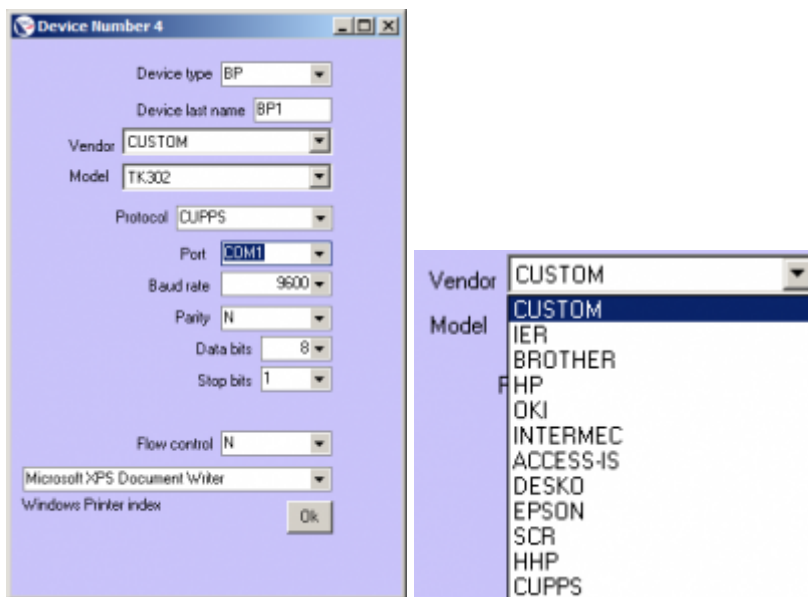 Device Number 4
Device type BP
Device last name BP1
Vendor CUSTOM
Model TK302
Protocol CUPPS
Port COM1
Baud rate 9600
Parity N
Data bits 8
Stop bits 1
Flow control N
Microsoft XPS Document Writer
Windows Printer index
Ok
Vendor CUSTOM
CUSTOM
Model
IER
BROTHER
P HP
OKI
INTERMEC
ACCESS-IS
DESKO
EPSON
SCR
HHP
CUPPS